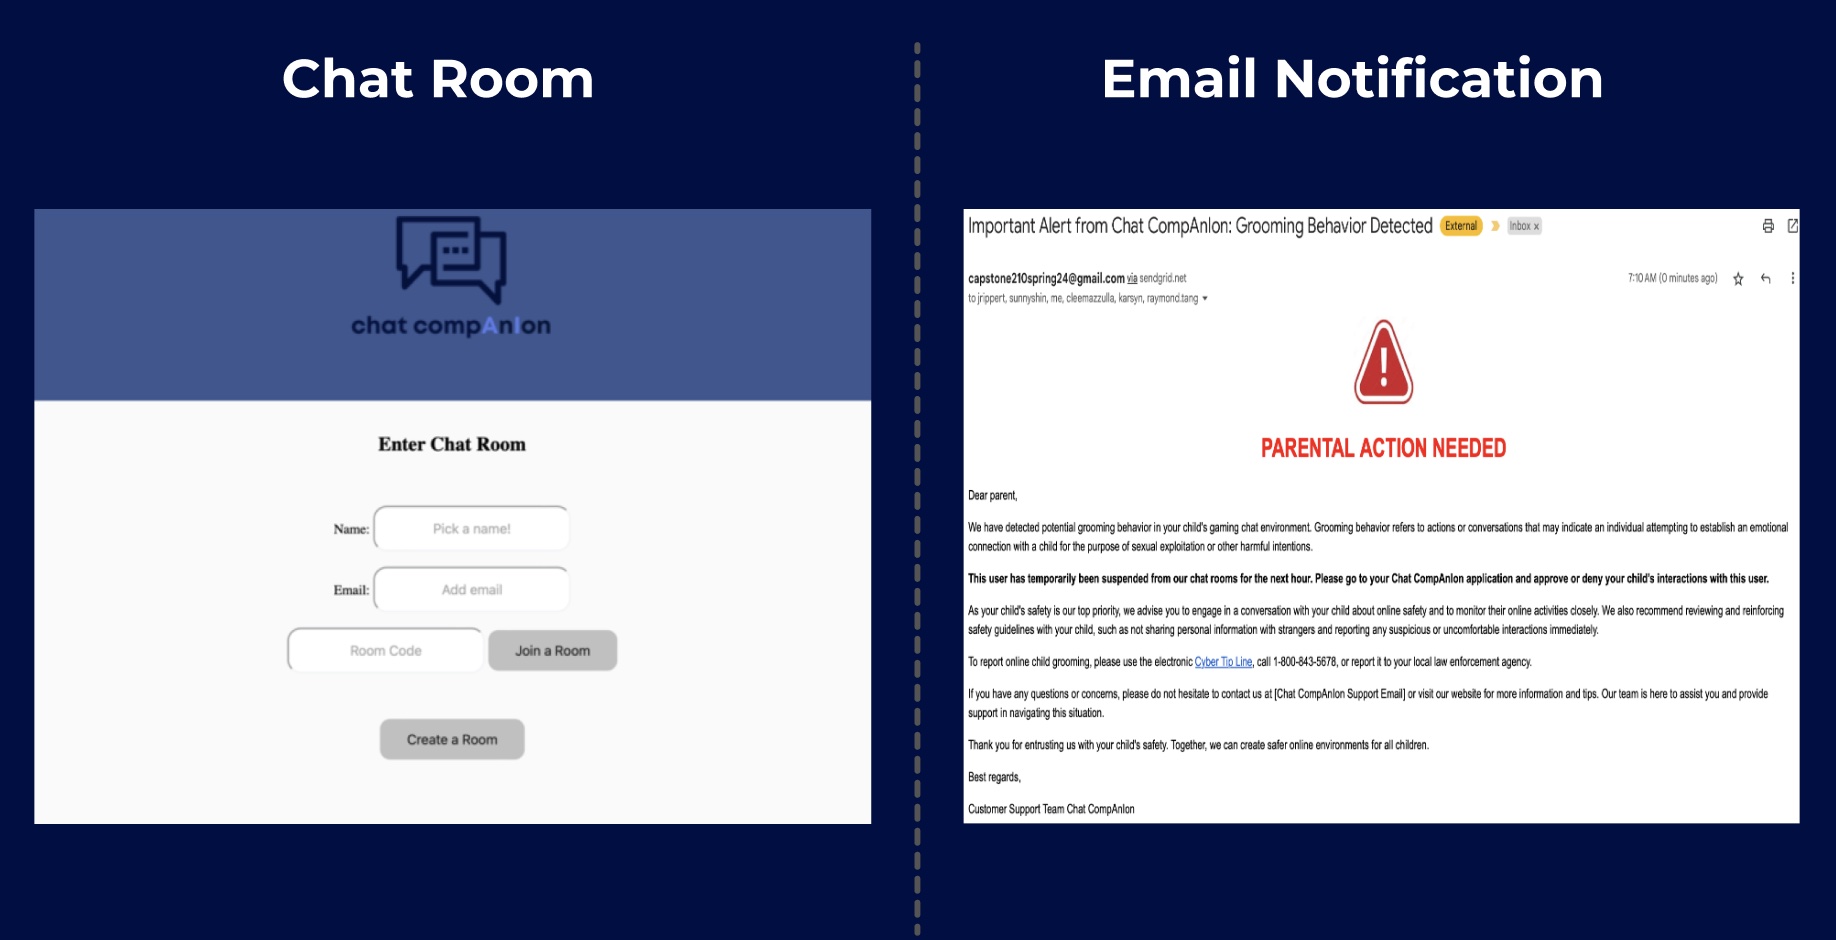 Chat Room
chat compAnIon
Enter Chat Room
Name: Pick a name!
Email: Add email
Room Code Join a Room
Create a Room
Email Notification
Important Alert from Chat CompAnIon: Grooming Behavior Detected External Inbox x
capstone210spring24@gmail.com via sendgrid.net 7:10 AM (0 minutes ago)
to jrippert, sunnyshin, me, cleemazzulla, karsyn, raymond.tang
!
PARENTAL ACTION NEEDED
Dear parent,
We have detected potential grooming behavior in your child's gaming chat environment. Grooming behavior refers to actions or conversations that may indicate an individual attempting to establish an emotional
connection with a child for the purpose of sexual exploitation or other harmful intentions.
This user has temporarily been suspended from our chat rooms for the next hour. Please go to your Chat CompAnIon application and approve or deny your child's interactions with this user.
As your child's safety is our top priority, we advise you to engage in a conversation with your child about online safety and to monitor their online activities closely. We also recommend reviewing and reinforcing
safety guidelines with your child, such as not sharing personal information with strangers and reporting any suspicious or uncomfortable interactions immediately.
To report online child grooming, please use the electronic Cyber Tip Line, call 1-800-843-5678, or report it to your local law enforcement agency.
If you have any questions or concerns, please do not hesitate to contact us at [Chat CompAnIon Support Email] or visit our website for more information and tips. Our team is here to assist you and provide
support in navigating this situation.
Thank you for entrusting us with your child's safety. Together, we can create safer online environments for all children.
Best regards,
Customer Support Team Chat CompAnIon